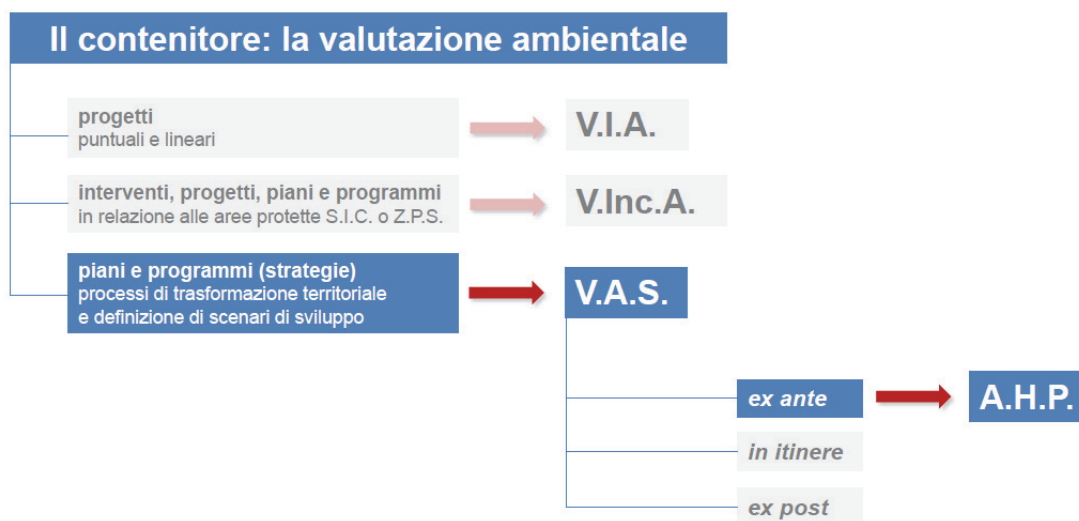 Il contenitore: la valutazione ambientale
progetti
puntuali e lineari
V.I.A.
interventi, progetti, piani e programmi
in relazione alle aree protette S.I.C. o Z.P.S.
V.Inc.A.
piani e programmi (strategie)
processi di trasformazione territoriale
e definizione di scenari di sviluppo
V.A.S.
ex ante
A.H.P.
in itinere
ex post